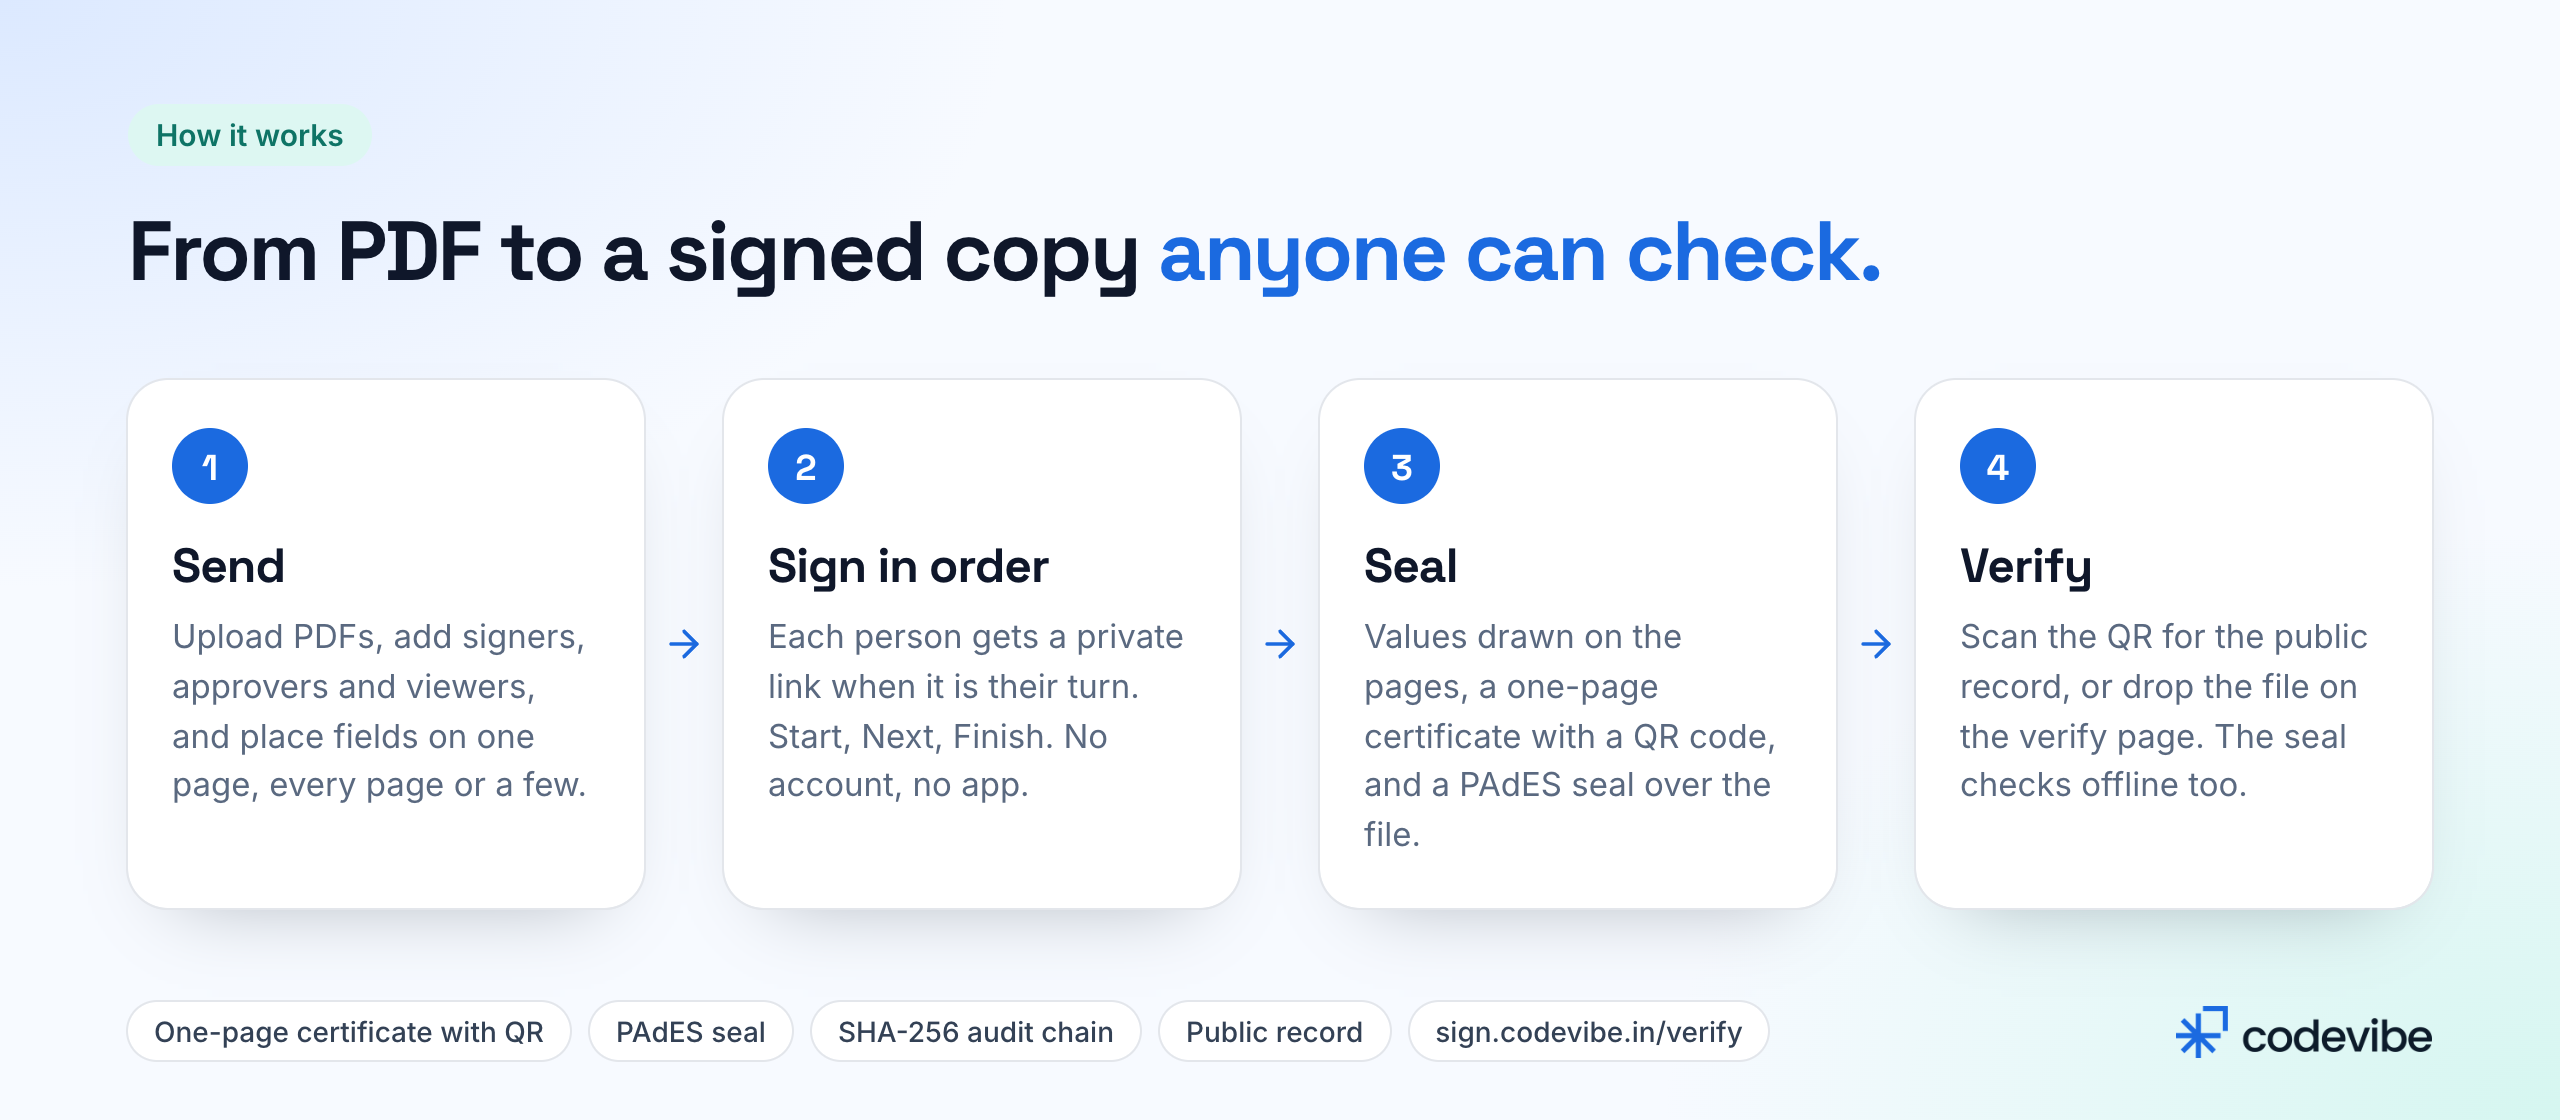 How it works
From PDF to a signed copy anyone can check.
1
Send
Upload PDFs, add signers,
approvers and viewers,
and place fields on one
page, every page or a few.
2
Sign in order
Each person gets a private
link when it is their turn.
Start, Next, Finish. No
account, no app.
3
Seal
Values drawn on the
pages, a one-page
certificate with a QR code,
and a PAdES seal over the
file.
4
Verify
Scan the QR for the public
record, or drop the file on
the verify page. The seal
checks offline too.
One-page certificate with QR
PAdES seal
SHA-256 audit chain
Public record
sign.codevibe.in/verify
codevibe